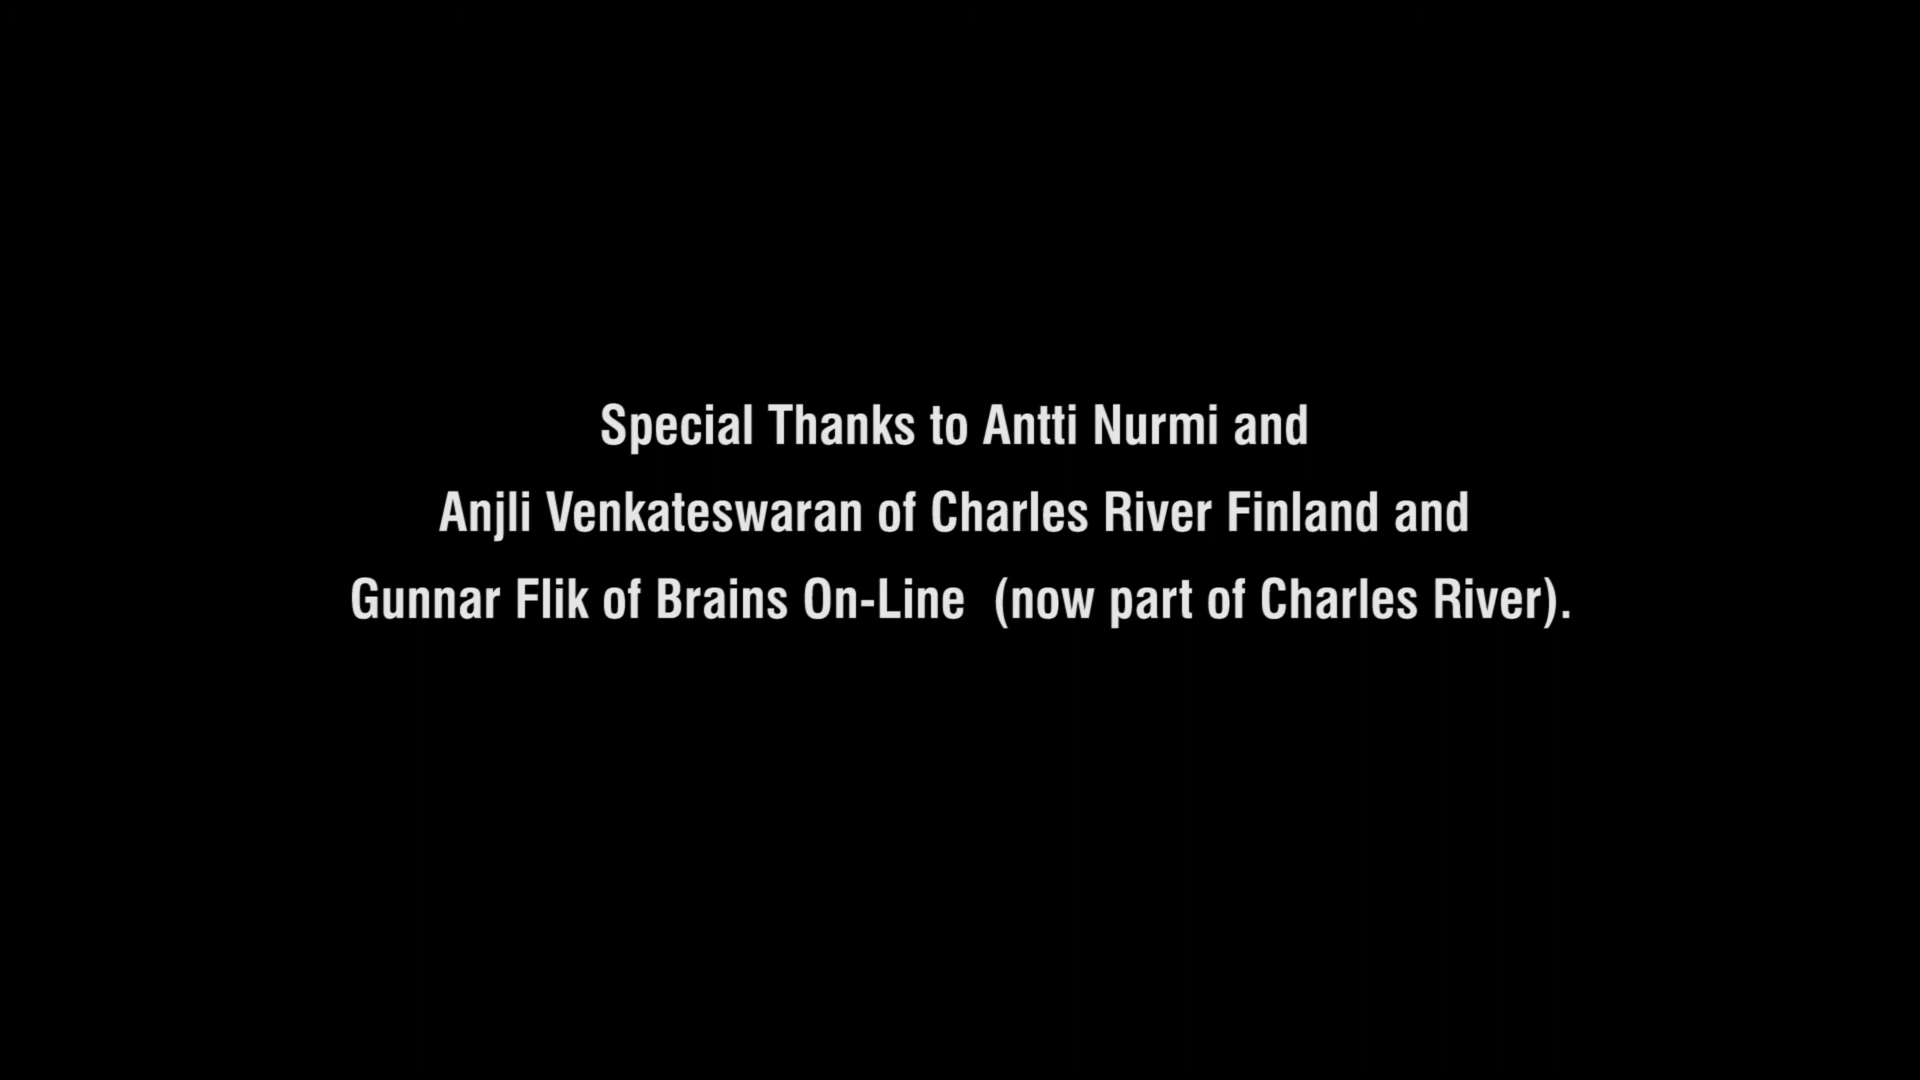 Special Thanks to Antti Nurmi and
Anjli Venkateswaran of Charles River Finland and
Gunnar Flik of Brains On-Line  (now part of Charles River).